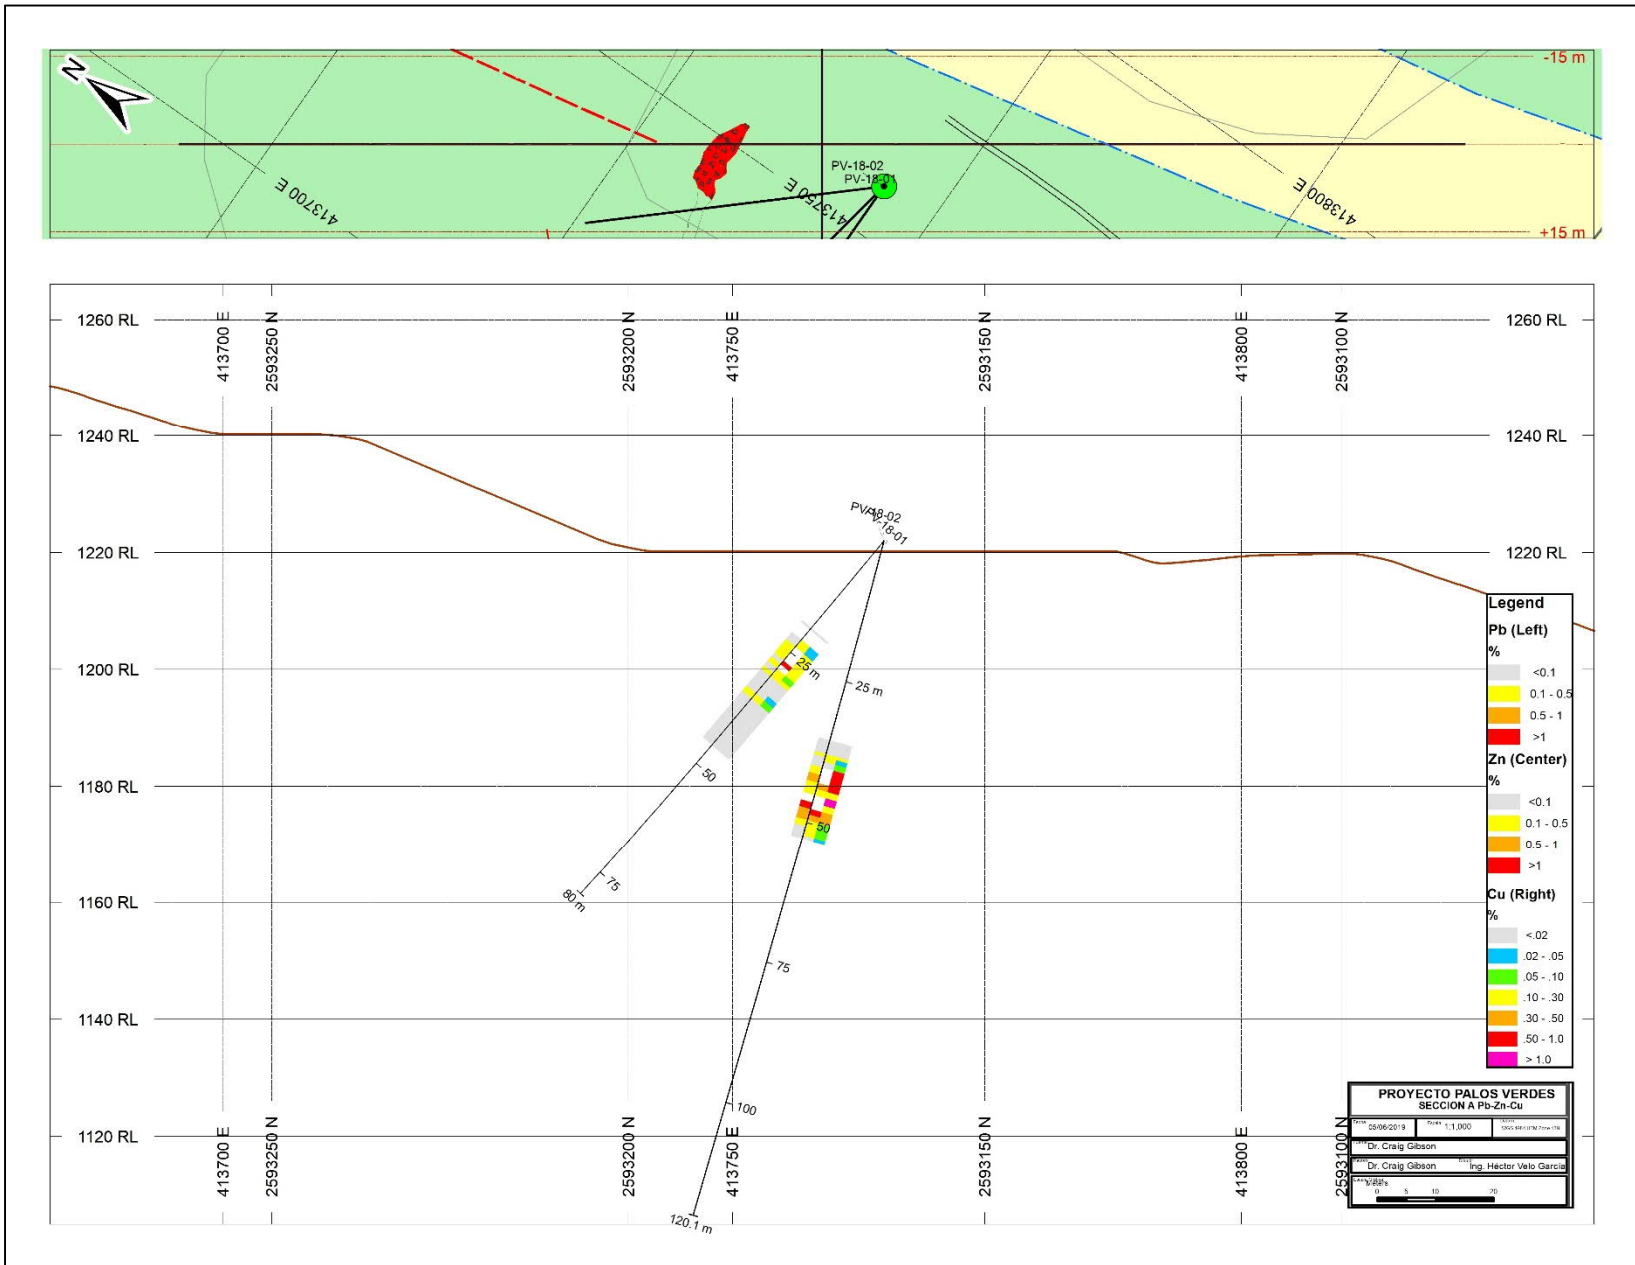 N
-15 m
PV-18-02
PV-18-01
413700 E
413750 E
413800 E
+15 m
1260 RL
413700 E
2593250 N
2593200 N
413750 E
2593150 N
413800 E
2593100 N
1260 RL
1240 RL
1240 RL
PV-18-02
PV-18-01
1220 RL
1220 RL
Legend
Pb (Left)
%
<0.1
0.1 - 0.5
0.5 - 1
>1
Zn (Center)
%
<0.1
0.1 - 0.5
0.5 - 1
>1
Cu (Right)
%
<.02
.02 - .05
.05 - .10
.10 - .30
.30 - .50
.50 - 1.0
> 1.0
1200 RL
25 m
25 m
1200 RL
50
1180 RL
1180 RL
50
75
80 m
1160 RL
1160 RL
75
1140 RL
1140 RL
100
1120 RL
413700 E
2593250 N
2593200 N
413750 E
2593150 N
413800 E
2593100 N
120.1 m
PROYECTO PALOS VERDES
SECCION A Pb-Zn-Cu
05/06/2019
1:1,000
Dr. Craig Gibson
Dr. Craig Gibson
Ing. Héctor Velo García
Meters
0 5 10 20